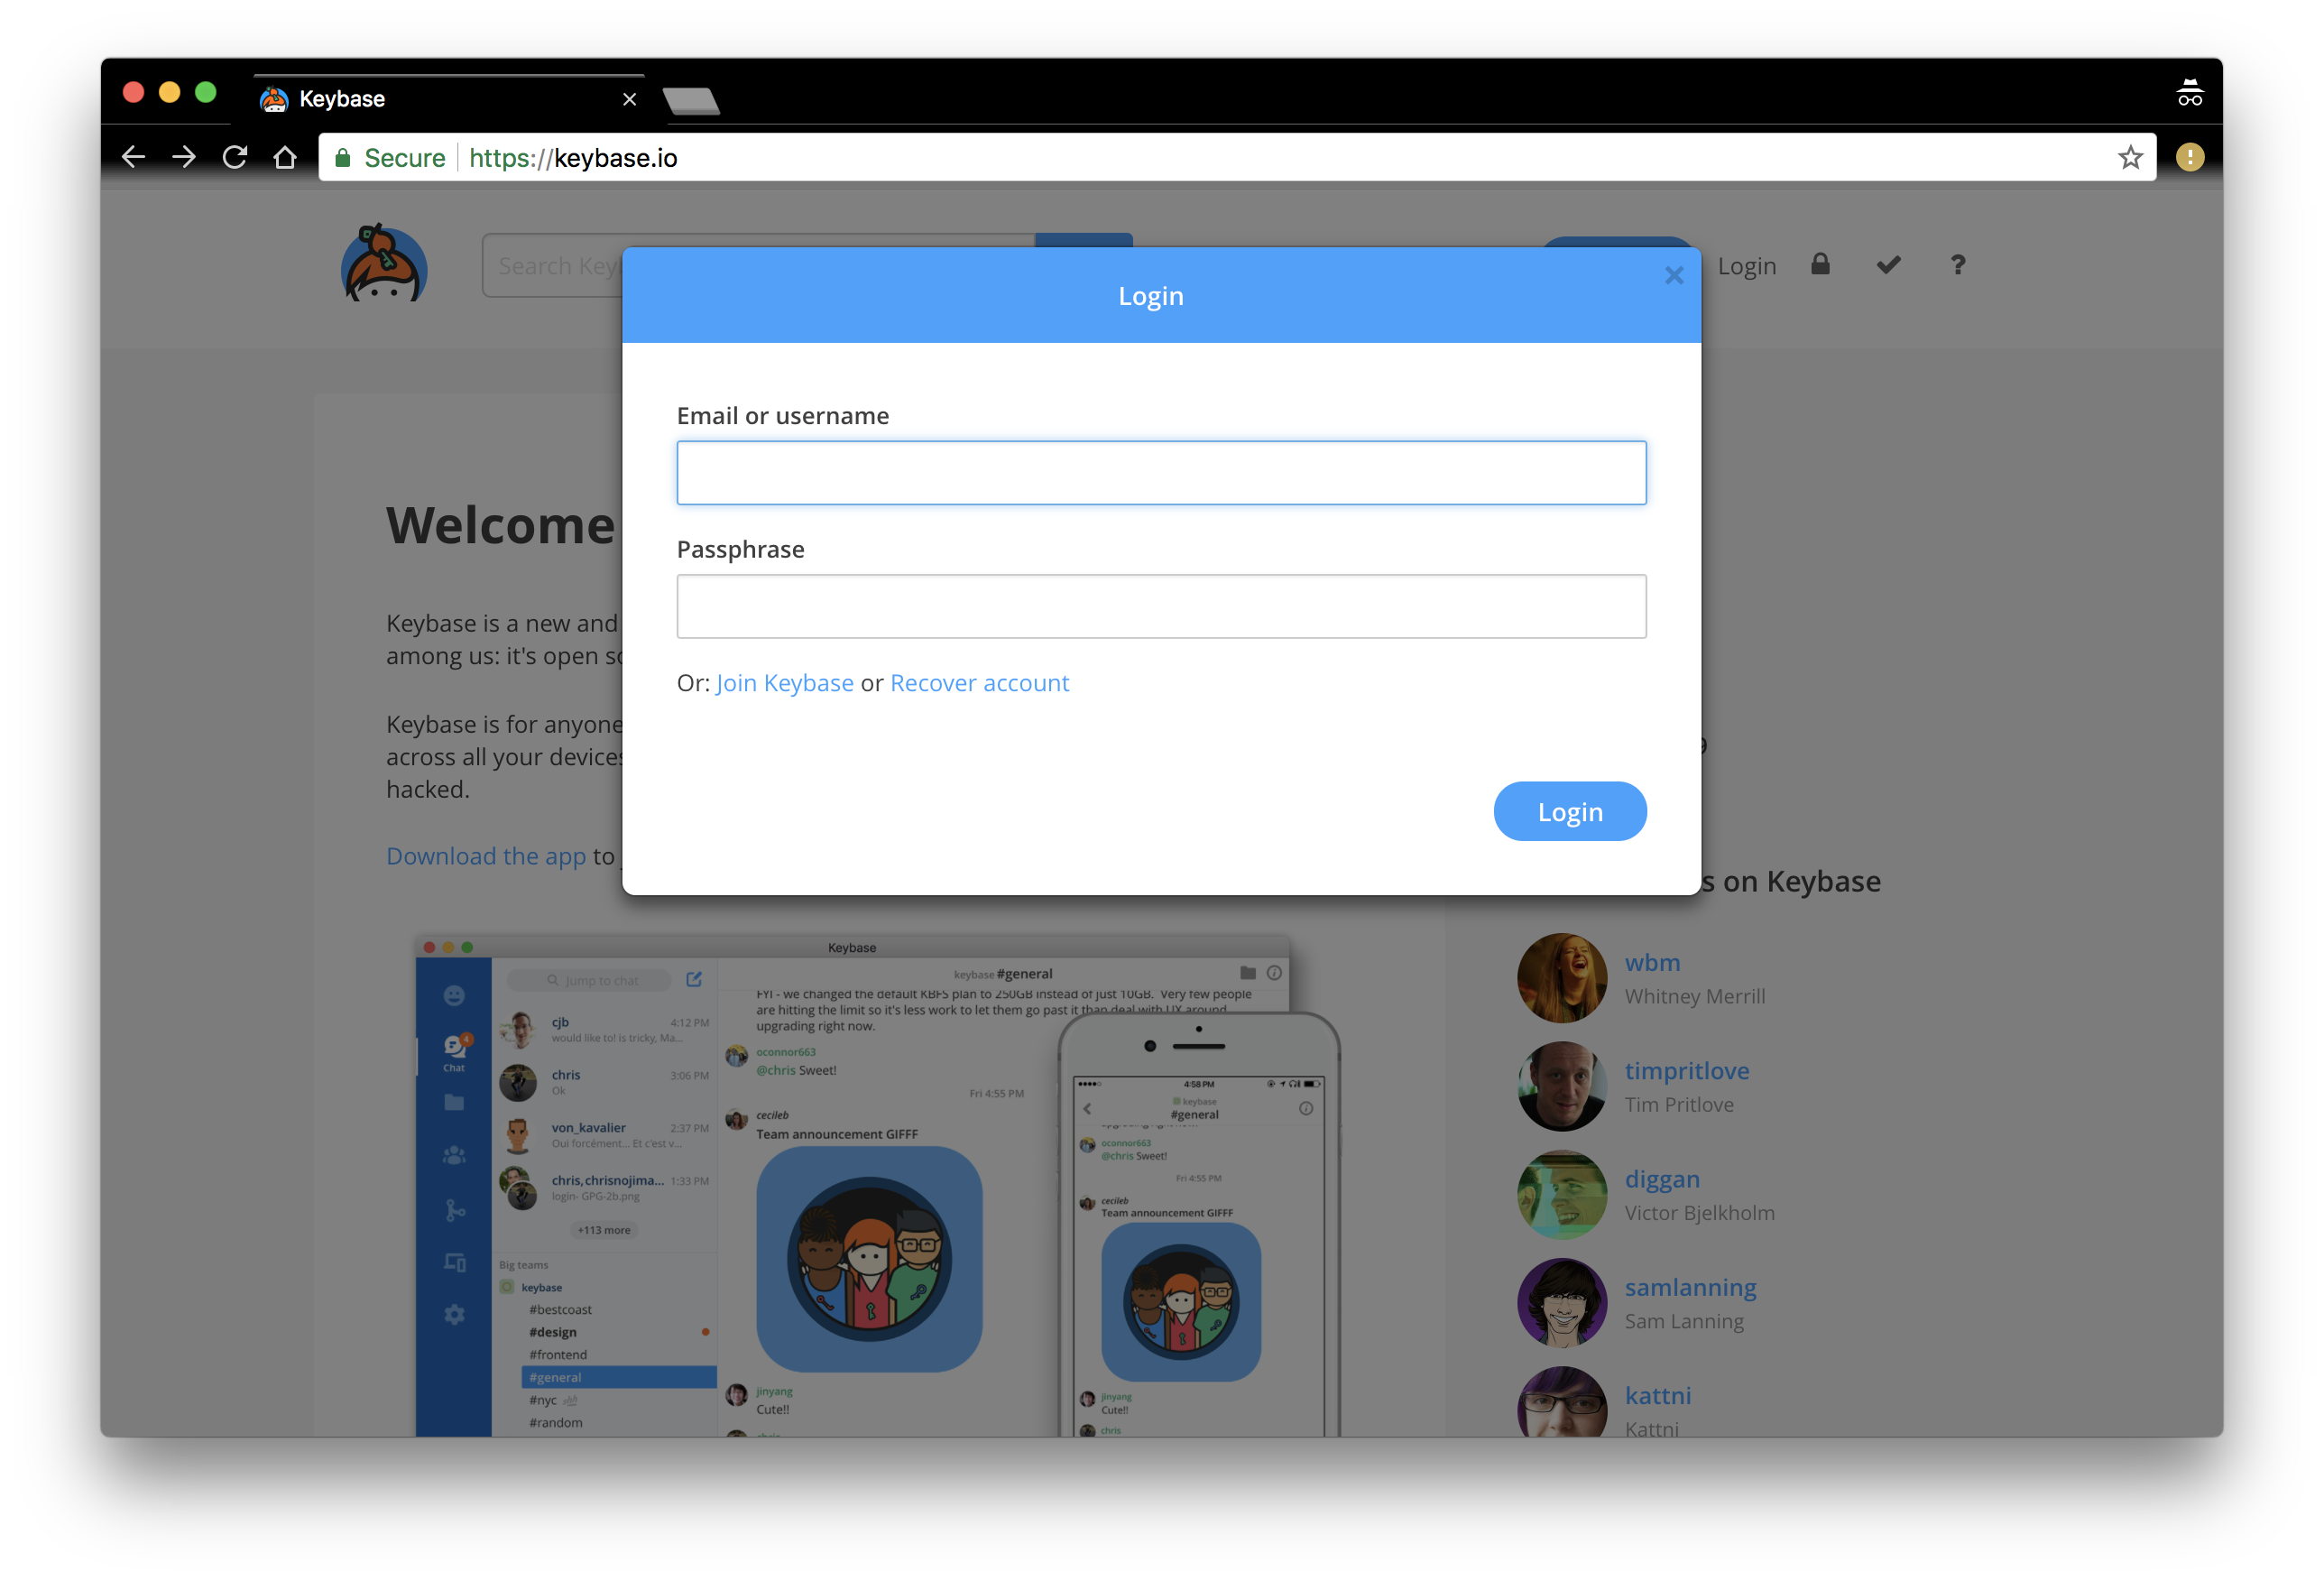 Keybase
Secure https://keybase.io
Search Key
Login
Login
Email or username
Passphrase
Or: Join Keybase or Recover account
Login
Welcome
Keybase is a new and
among us: it's open
Keybase is for anyone
across all your devices
hacked.
Download the app to
s on Keybase
wbm
Whitney Merrill
timpritlove
Tim Pritlove
diggan
Victor Bjelkholm
samlanning
Sam Lanning
kattni
Kattni
Keybase
Jump to chat
keybase #general
cjb 4:12 PM
would like to! is tricky, Ma...
Chat 4
chris 3:06 PM
Ok
von_kavalier 2:37 PM
Oui forcément... Et c'est v...
chris,chrisnojima... 1:33 PM
login- GPG-2b.png
+113 more
Big teams
keybase
#bestcoast
#design
#frontend
#general
#nyc
#random
FYI - we changed the default KBFS plan to 250GB instead of just 10GB. Very few people
are hitting the limit so it's less work to let them go past it than deal with UX around
upgrading right now.
oconnor663
@chris Sweet!
Fri 4:55 PM
cecileb
Team announcement GIFFF
jinyang
Cute!!
chris
4:58 PM
keybase
#general
oconnor663
@chris Sweet!
Fri 4:55 PM
cecileb
Team announcement GIFFF
jinyang
Cute!!
chris